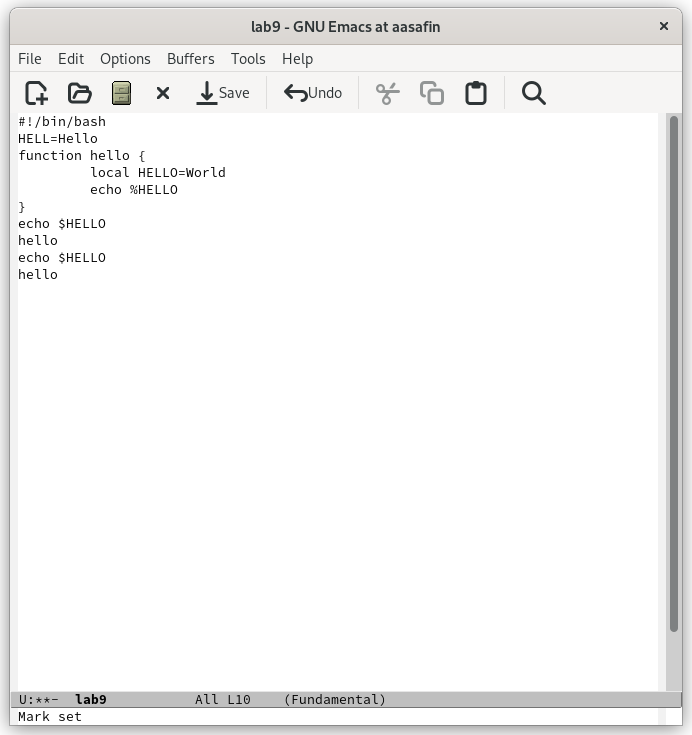 lab9 - GNU Emacs at aasafin
File Edit Options Buffers Tools Help
Save Undo
#!/bin/bash
HELL=Hello
function hello {
         local HELLO=World
         echo %HELLO
}
echo $HELLO
hello
echo $HELLO
hello
U:**-  lab9          All L10    (Fundamental)
Mark set